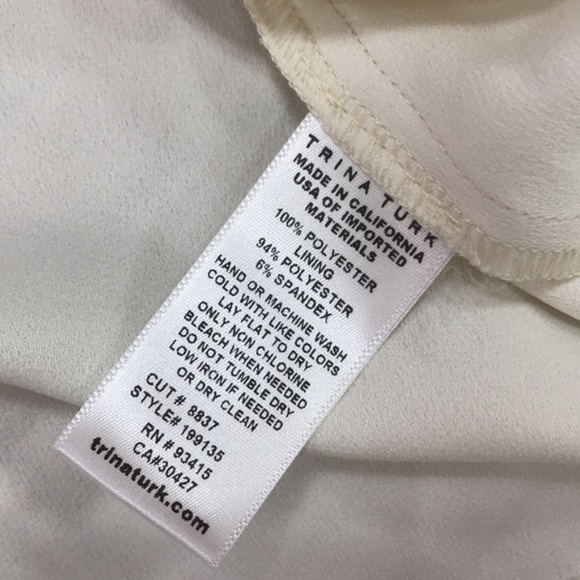 TRINA TURK
MADE IN CALIFORNIA
USA OF IMPORTED
MATERIALS
100% POLYESTER
LINING
94% POLYESTER
6% SPANDEX
HAND OR MACHINE WASH
COLD WITH LIKE COLORS
LAY FLAT TO DRY
ONLY NON CHLORINE
BLEACH WHEN NEEDED
DO NOT TUMBLE DRY
LOW IRON IF NEEDED
OR DRY CLEAN
CUT # 8837
STYLE# 199135
RN # 93415
CA#30427
trinaturk.com